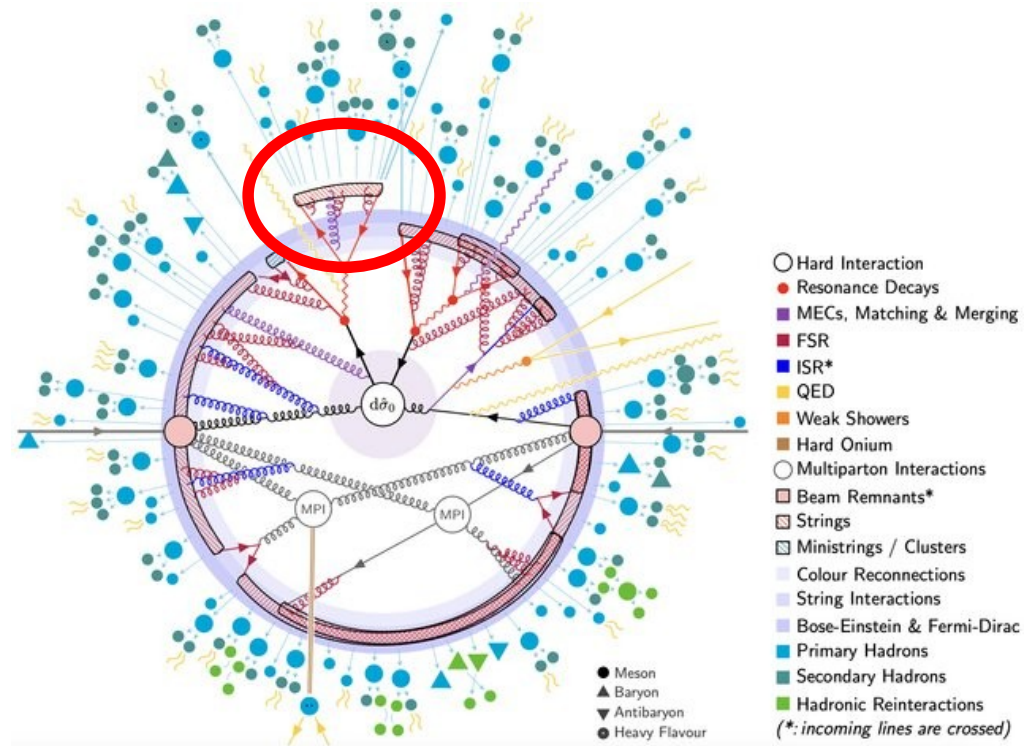 dσ̂₀
MPI
MPI
Hard Interaction
Resonance Decays
MECs, Matching & Merging
FSR
ISR*
QED
Weak Showers
Hard Onium
Multiparton Interactions
Beam Remnants*
Strings
Ministrings / Clusters
Colour Reconnections
String Interactions
Bose-Einstein & Fermi-Dirac
Primary Hadrons
Secondary Hadrons
Hadronic Reinteractions
(*: incoming lines are crossed)
Meson
Baryon
Antibaryon
Heavy Flavour